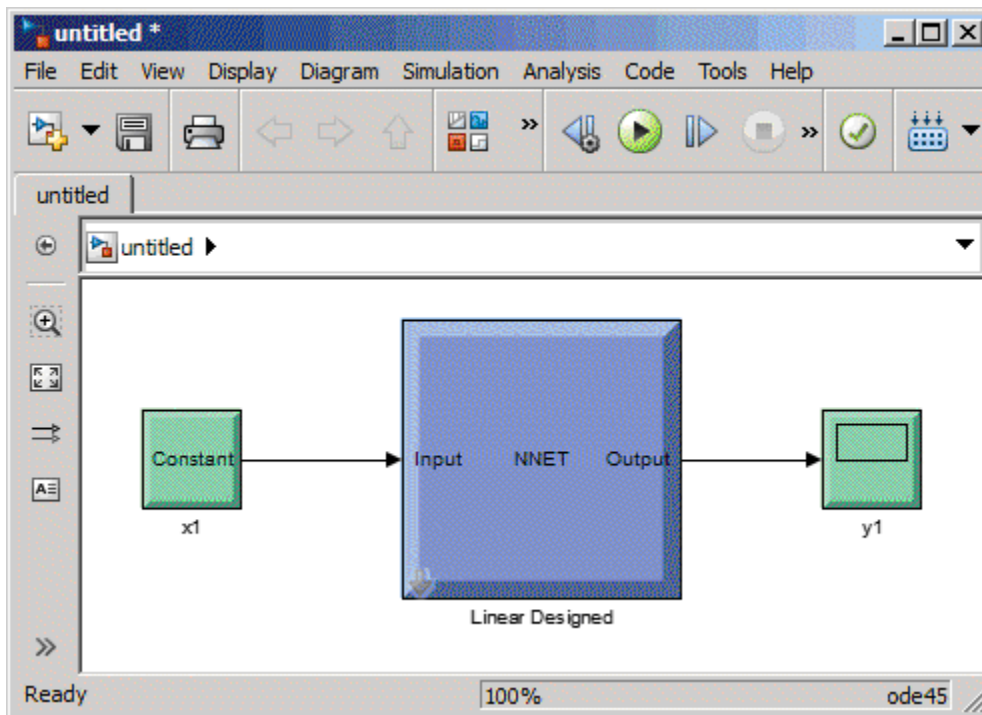 untitled *
File Edit View Display Diagram Simulation Analysis Code Tools Help
untitled
untitled
Constant
x1
Input NNET Output
Linear Designed
y1
Ready 100% ode45